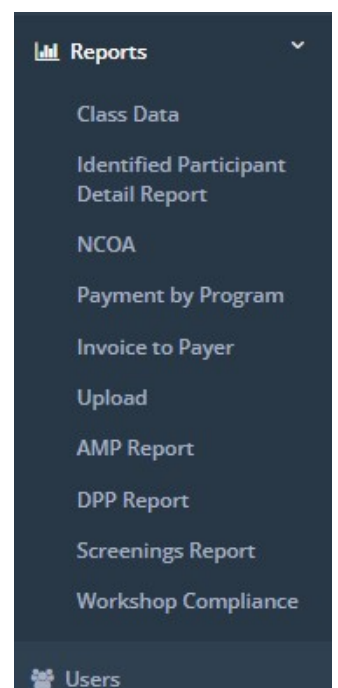 Reports
Class Data
Identified Participant
Detail Report
NCOA
Payment by Program
Invoice to Payer
Upload
AMP Report
DPP Report
Screenings Report
Workshop Compliance
Users